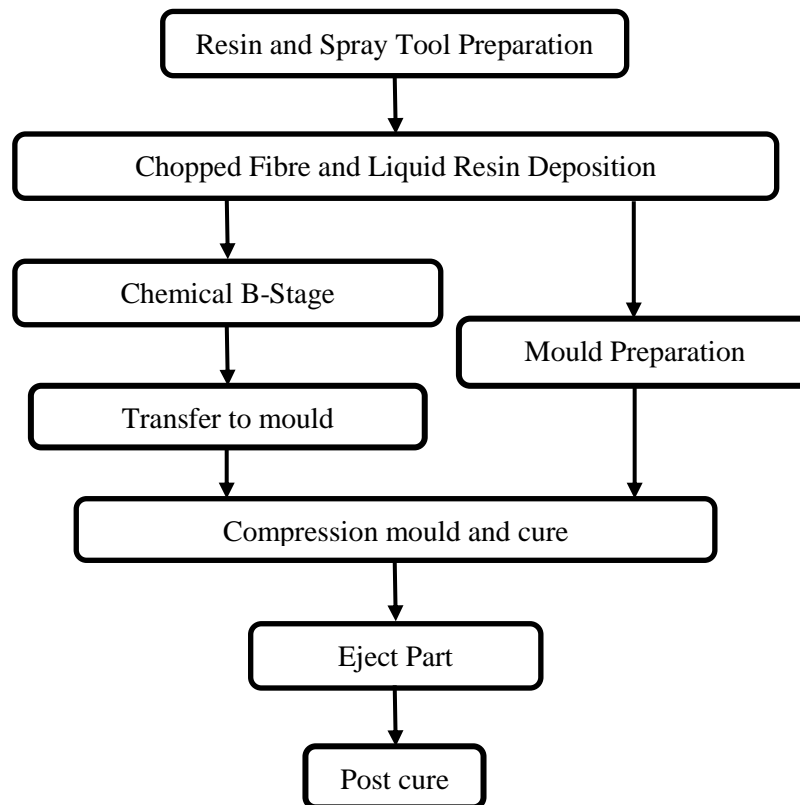 Resin and Spray Tool Preparation
Chopped Fibre and Liquid Resin Deposition
Chemical B-Stage
Mould Preparation
Transfer to mould
Compression mould and cure
Eject Part
Post cure